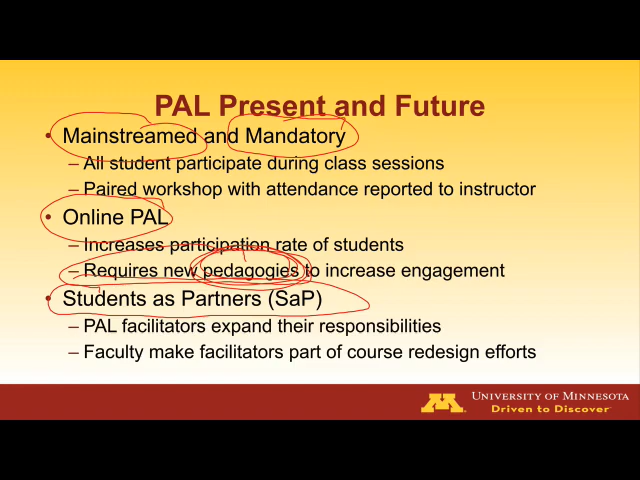 PAL Present and Future
• Mainstreamed and Mandatory
– All student participate during class sessions
– Paired workshop with attendance reported to instructor
• Online PAL
– Increases participation rate of students
– Requires new pedagogies to increase engagement
• Students as Partners (SaP)
– PAL facilitators expand their responsibilities
– Faculty make facilitators part of course redesign efforts
M UNIVERSITY OF MINNESOTA
Driven to Discover